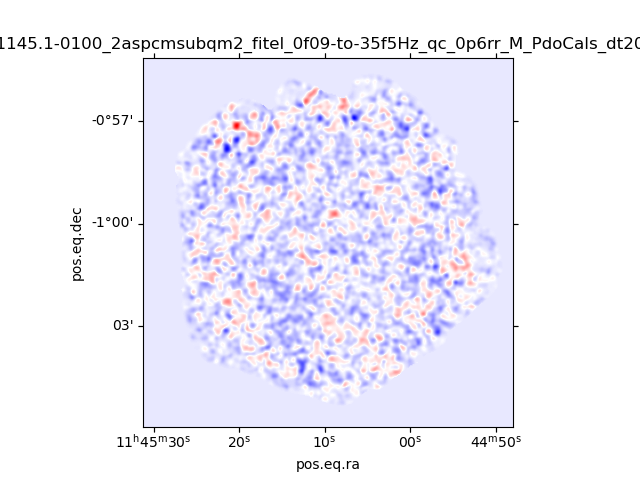 1145.1-0100_2aspcmsubqm2_fitel_0f09-to-35f5Hz_qc_0p6rr_M_PdoCals_dt20
pos.eq.dec
-0°57'
-1°00'
03'
11h45m30s 20s 10s 00s 44m50s
pos.eq.ra